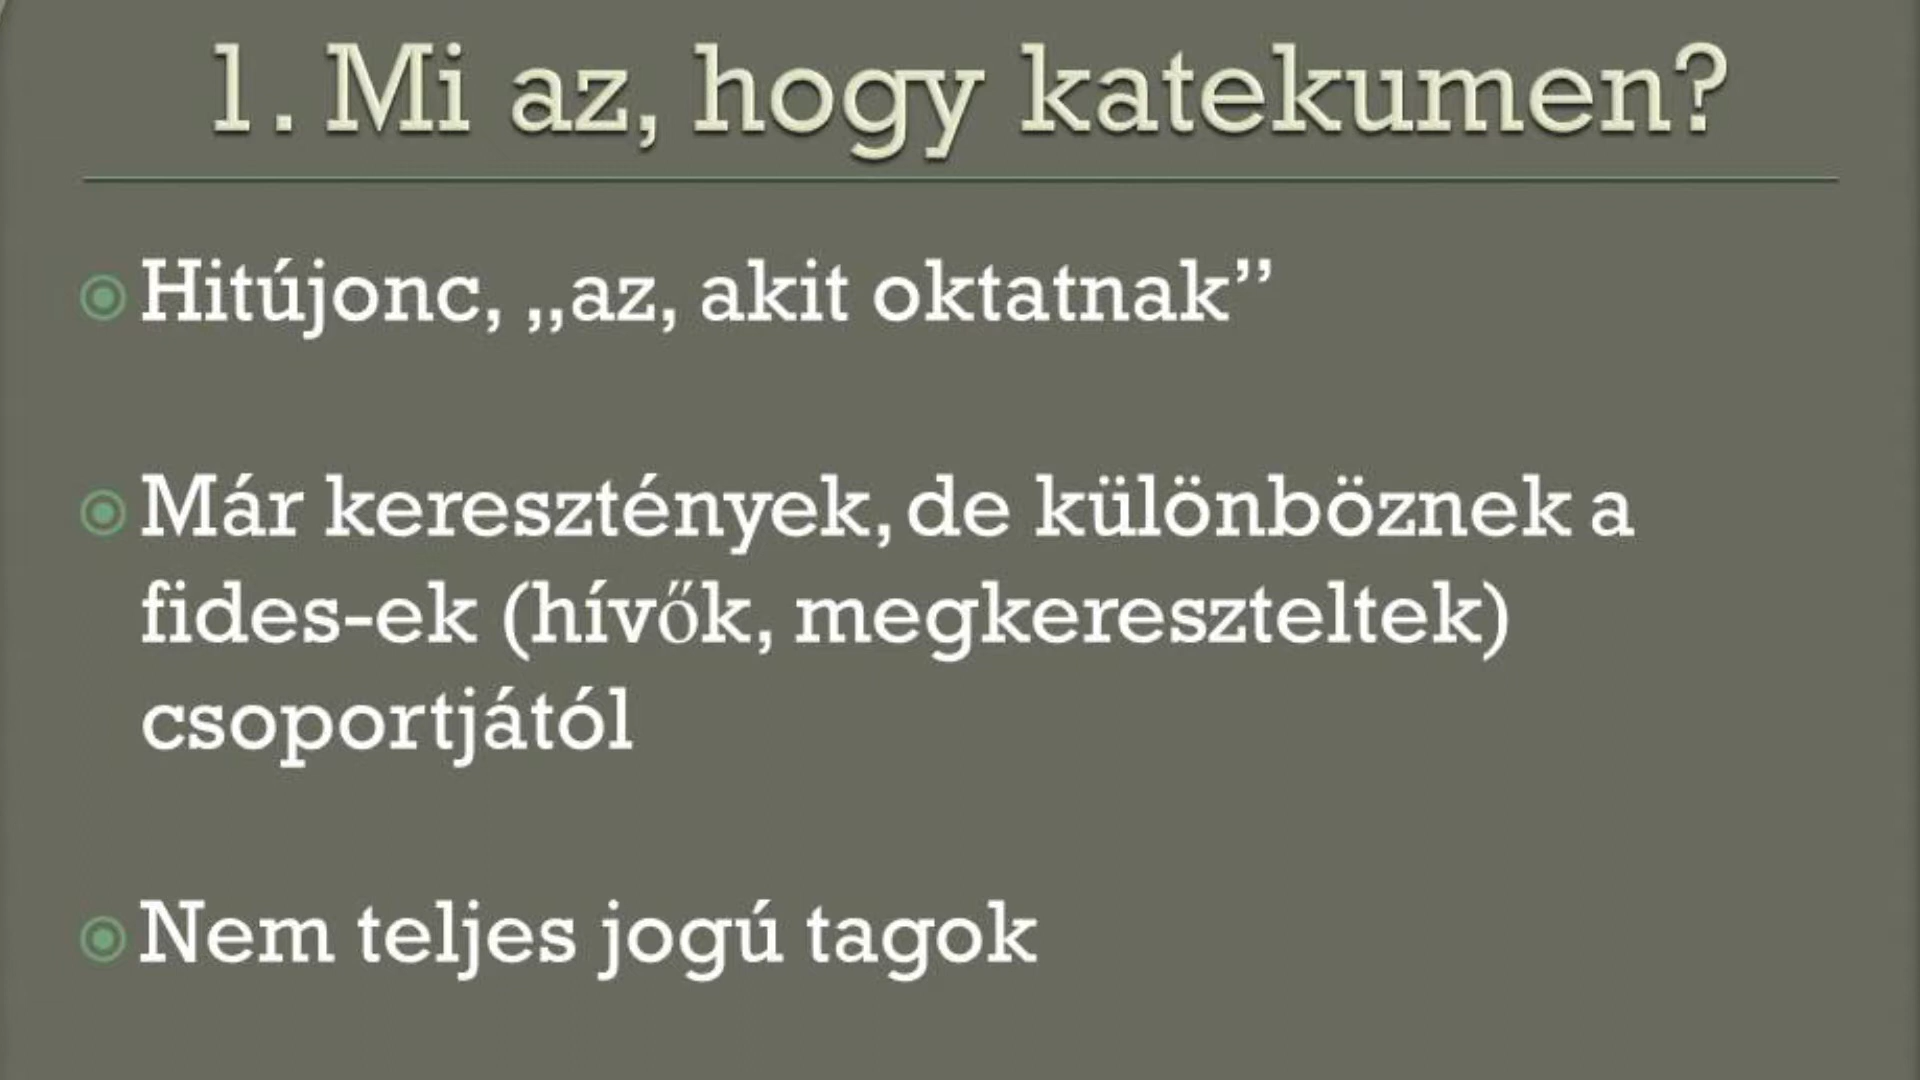 1. Mi az, hogy katekumen?
Hitújonc, „az, akit oktatnak”
Már keresztények, de különböznek a
fides-ek (hívők, megkereszteltek)
csoportjától
Nem teljes jogú tagok